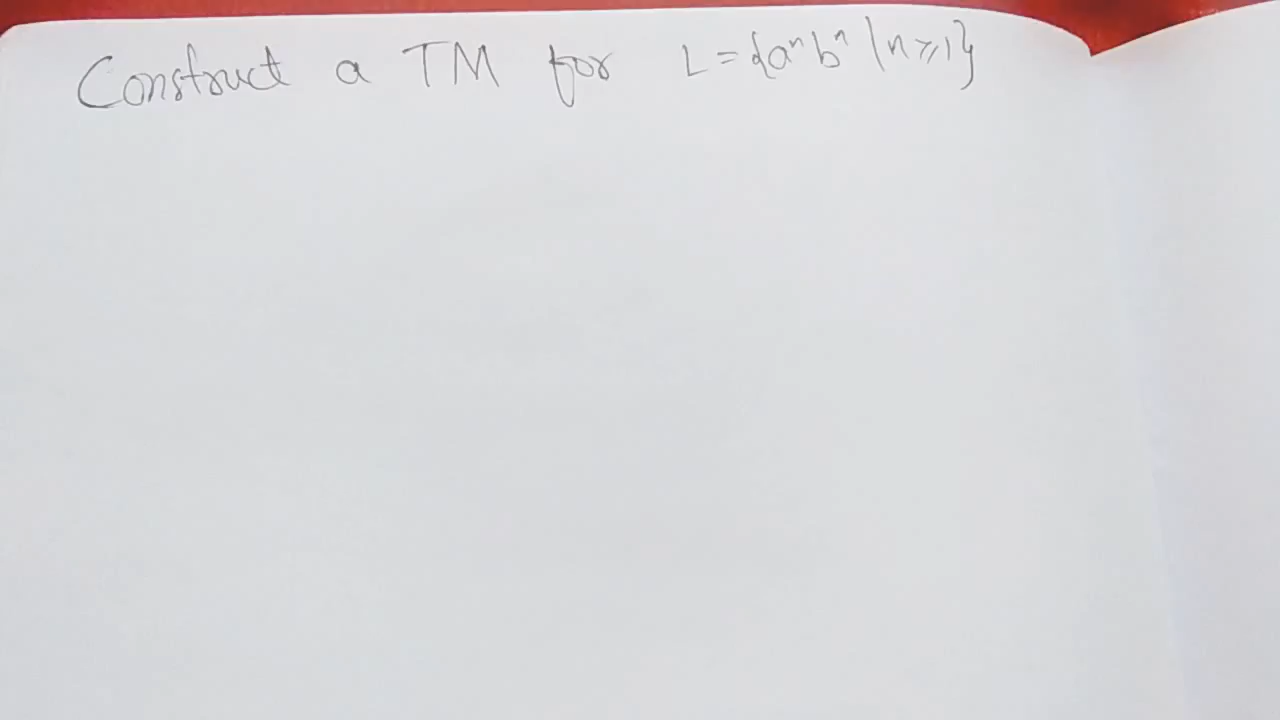 Construct a TM for L = {aⁿbⁿ | n ≥ 1}